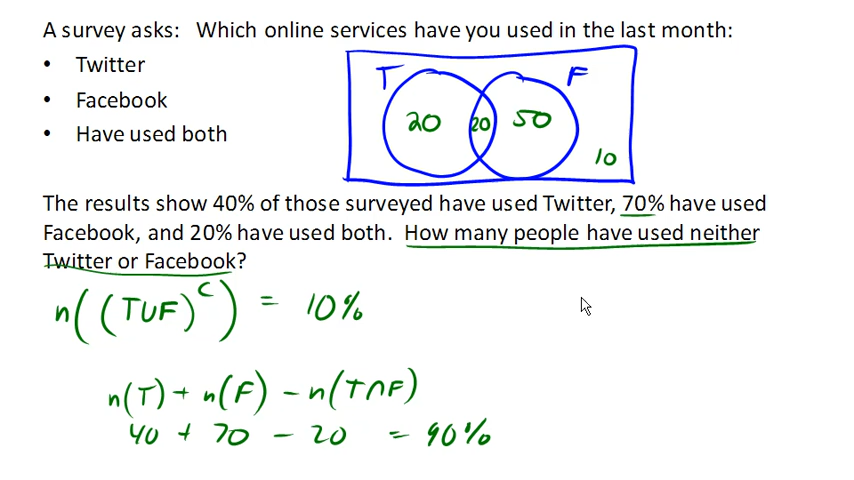 A survey asks: Which online services have you used in the last month:
• Twitter
• Facebook
• Have used both
T F
20 20 50
10
The results show 40% of those surveyed have used Twitter, 70% have used
Facebook, and 20% have used both. How many people have used neither
Twitter or Facebook?
n((T∪F)ᶜ) = 10%
n(T) + n(F) - n(T∩F)
40 + 70 - 20 = 90%